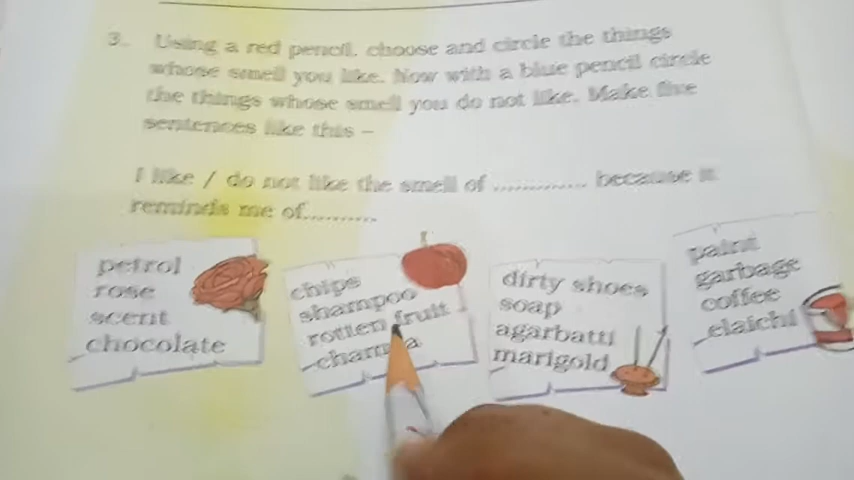 3. Using a red pencil, choose and circle the things
whose smell you like. Now with a blue pencil circle
the things whose smell you do not like. Make five
sentences like this –
I like / do not like the smell of ............. because it
reminds me of..........
petrol
rose
scent
chocolate
chips
shampoo
rotten fruit
dirty shoes
soap
agarbatti
marigold
paint
garbage
coffee
elaichi